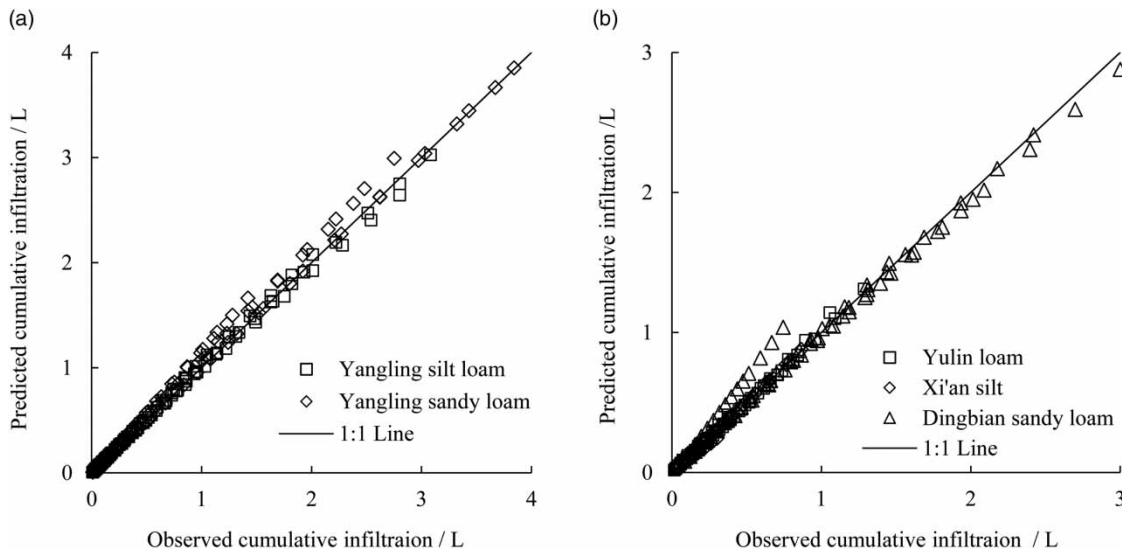 (a)
Predicted cumulative infiltration / L
4
3
2
1
0
0 1 2 3 4
Yangling silt loam
Yangling sandy loam
1:1 Line
Observed cumulative infiltraion / L
(b)
Predicted cumulative infiltration /L
3
2
1
0
0 1 2 3
Yulin loam
Xi'an silt
Dingbian sandy loam
1:1 Line
Observed cumulative infiltraion / L